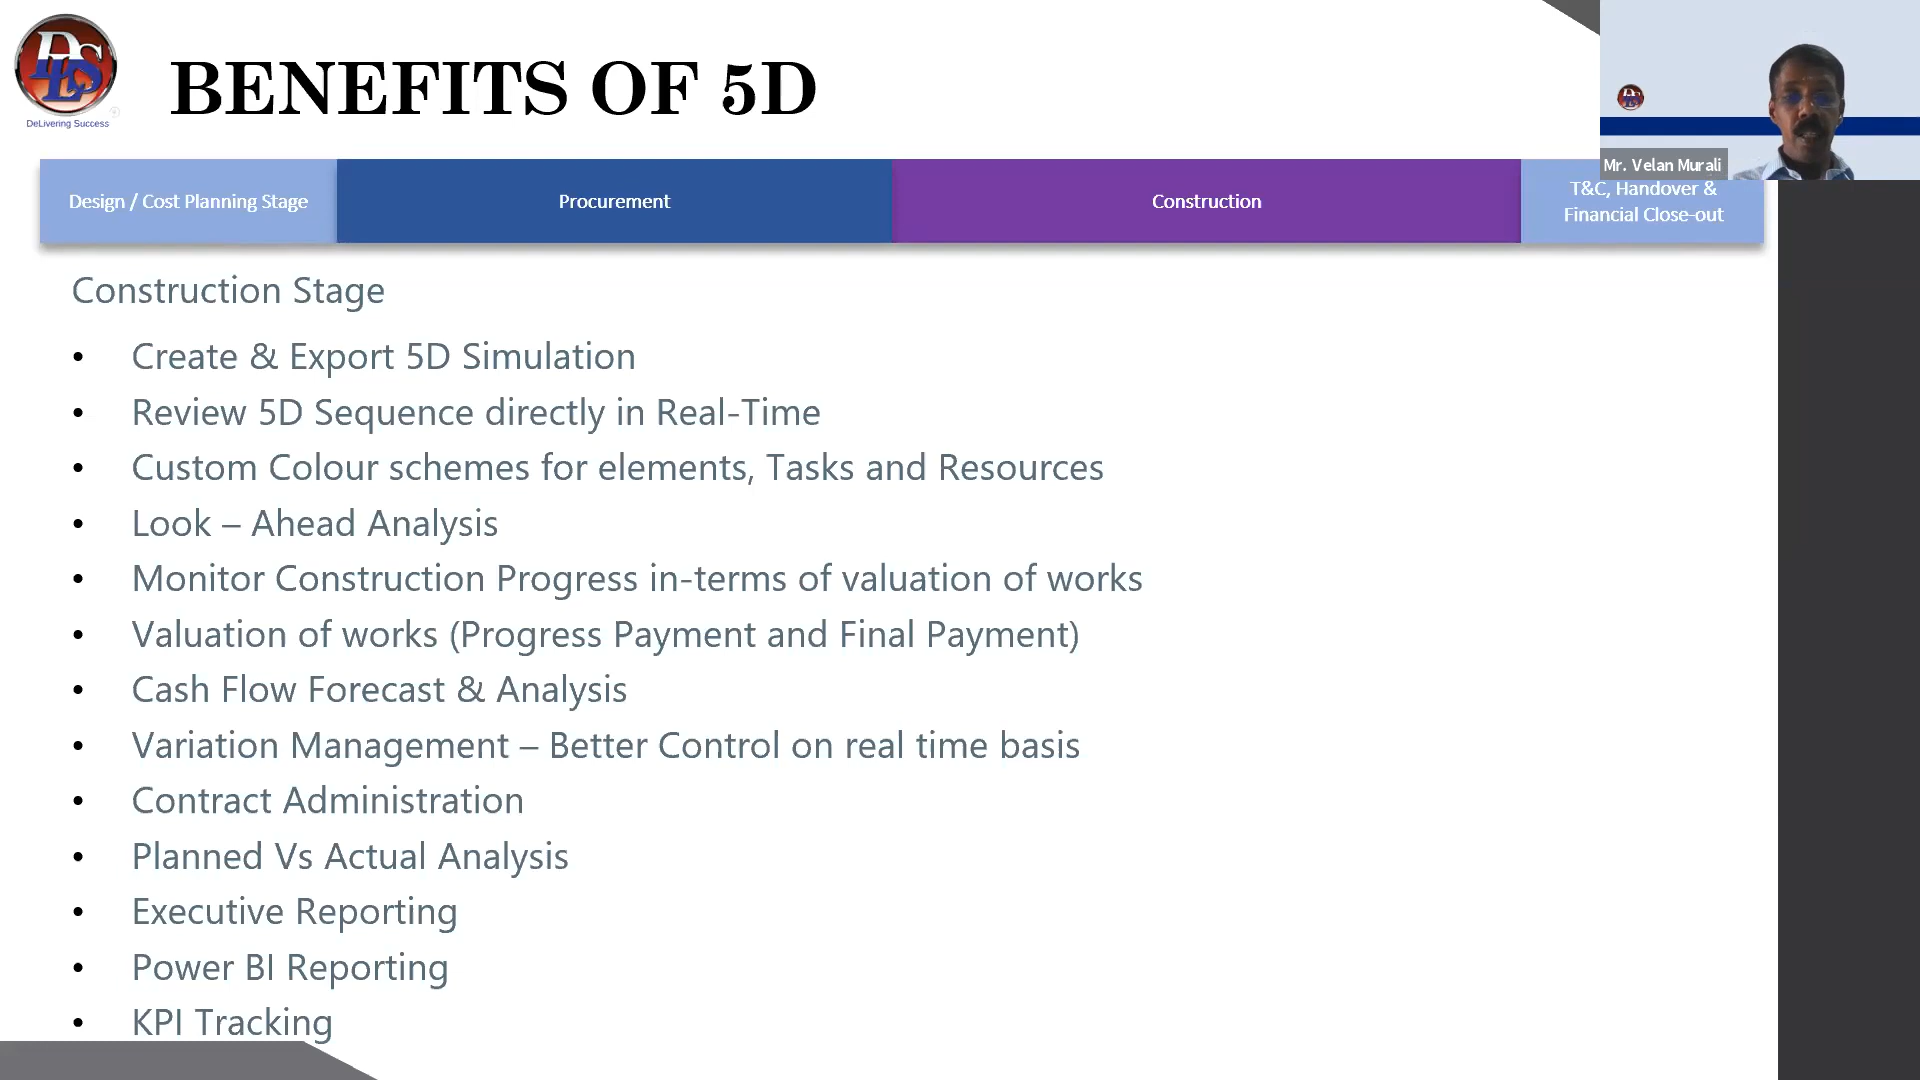 DLS
DeLivering Success
BENEFITS OF 5D
Mr. Velan Murali
Design / Cost Planning Stage
Procurement
Construction
T&C, Handover &
Financial Close-out
Construction Stage
• Create & Export 5D Simulation
• Review 5D Sequence directly in Real-Time
• Custom Colour schemes for elements, Tasks and Resources
• Look – Ahead Analysis
• Monitor Construction Progress in-terms of valuation of works
• Valuation of works (Progress Payment and Final Payment)
• Cash Flow Forecast & Analysis
• Variation Management – Better Control on real time basis
• Contract Administration
• Planned Vs Actual Analysis
• Executive Reporting
• Power BI Reporting
• KPI Tracking